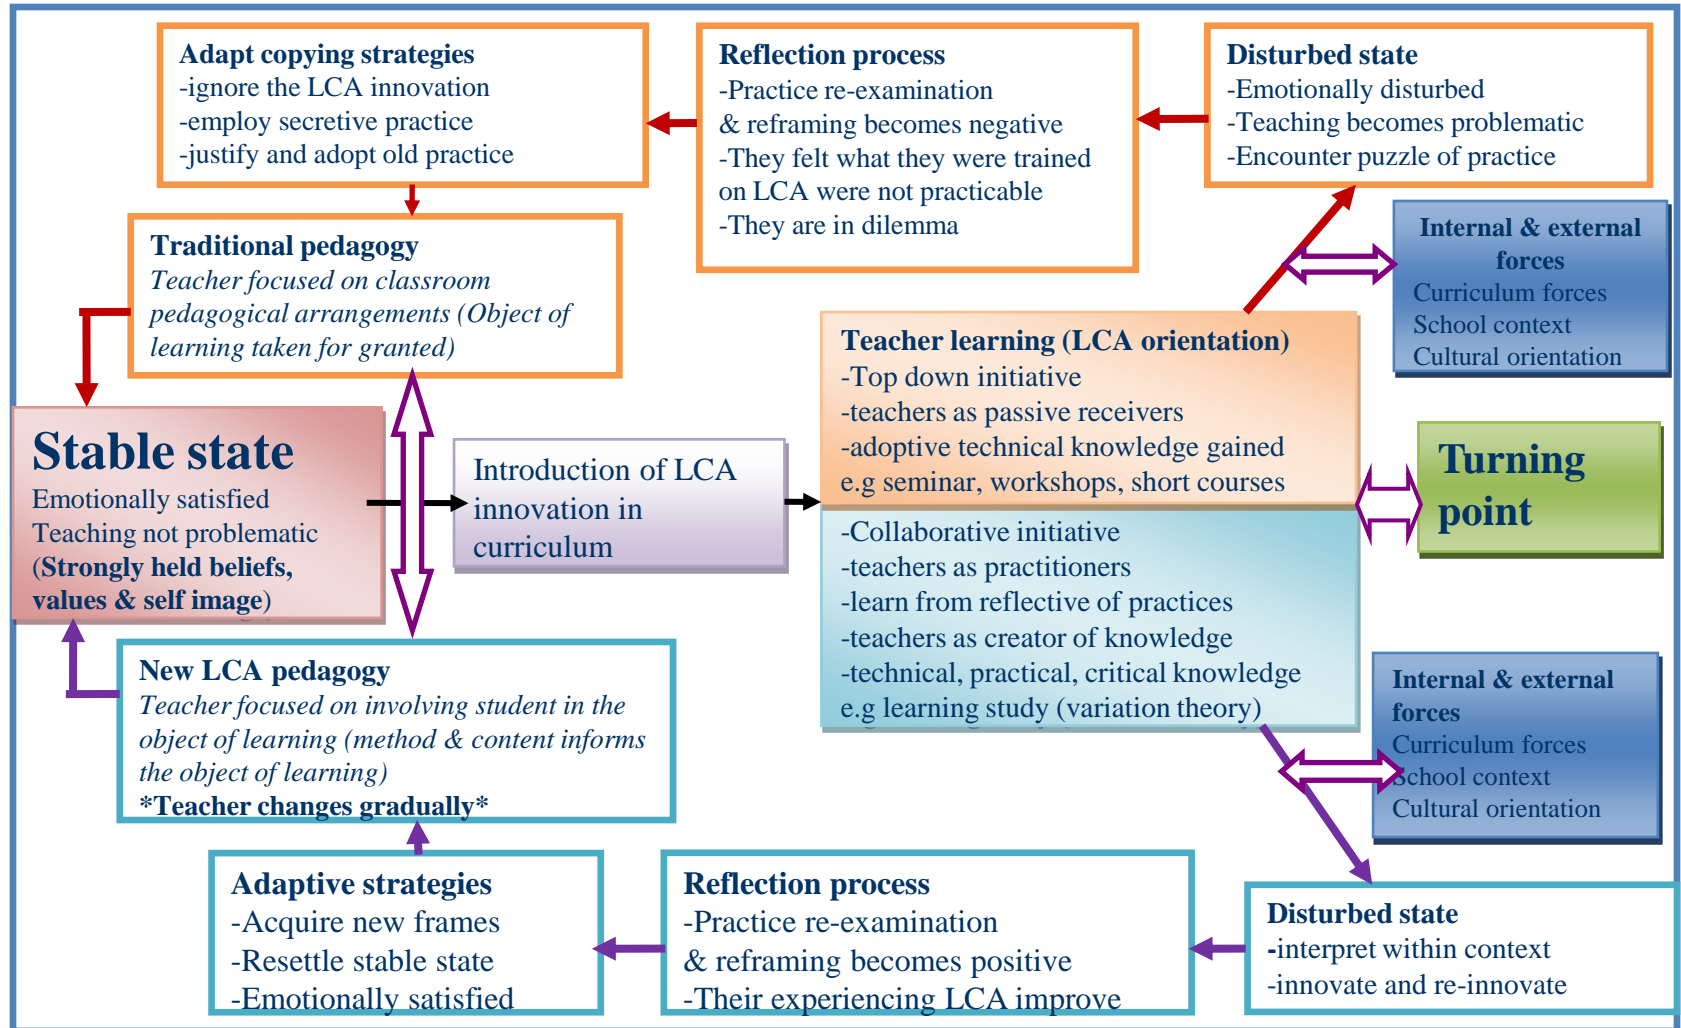 Adapt copying strategies
-ignore the LCA innovation
-employ secretive practice
-justify and adopt old practice
Reflection process
-Practice re-examination
& reframing becomes negative
-They felt what they were trained
on LCA were not practicable
-They are in dilemma
Disturbed state
-Emotionally disturbed
-Teaching becomes problematic
-Encounter puzzle of practice
Traditional pedagogy
Teacher focused on classroom
pedagogical arrangements (Object of
learning taken for granted)
Internal & external
forces
Curriculum forces
School context
Cultural orientation
Stable state
Emotionally satisfied
Teaching not problematic
(Strongly held beliefs,
values & self image)
Introduction of LCA
innovation in
curriculum
Teacher learning (LCA orientation)
-Top down initiative
-teachers as passive receivers
-adoptive technical knowledge gained
e.g seminar, workshops, short courses
-Collaborative initiative
-teachers as practitioners
-learn from reflective of practices
-teachers as creator of knowledge
-technical, practical, critical knowledge
e.g learning study (variation theory)
Turning
point
New LCA pedagogy
Teacher focused on involving student in the
object of learning (method & content informs
the object of learning)
*Teacher changes gradually*
Internal & external
forces
Curriculum forces
School context
Cultural orientation
Adaptive strategies
-Acquire new frames
-Resettle stable state
-Emotionally satisfied
Reflection process
-Practice re-examination
& reframing becomes positive
-Their experiencing LCA improve
Disturbed state
-interpret within context
-innovate and re-innovate